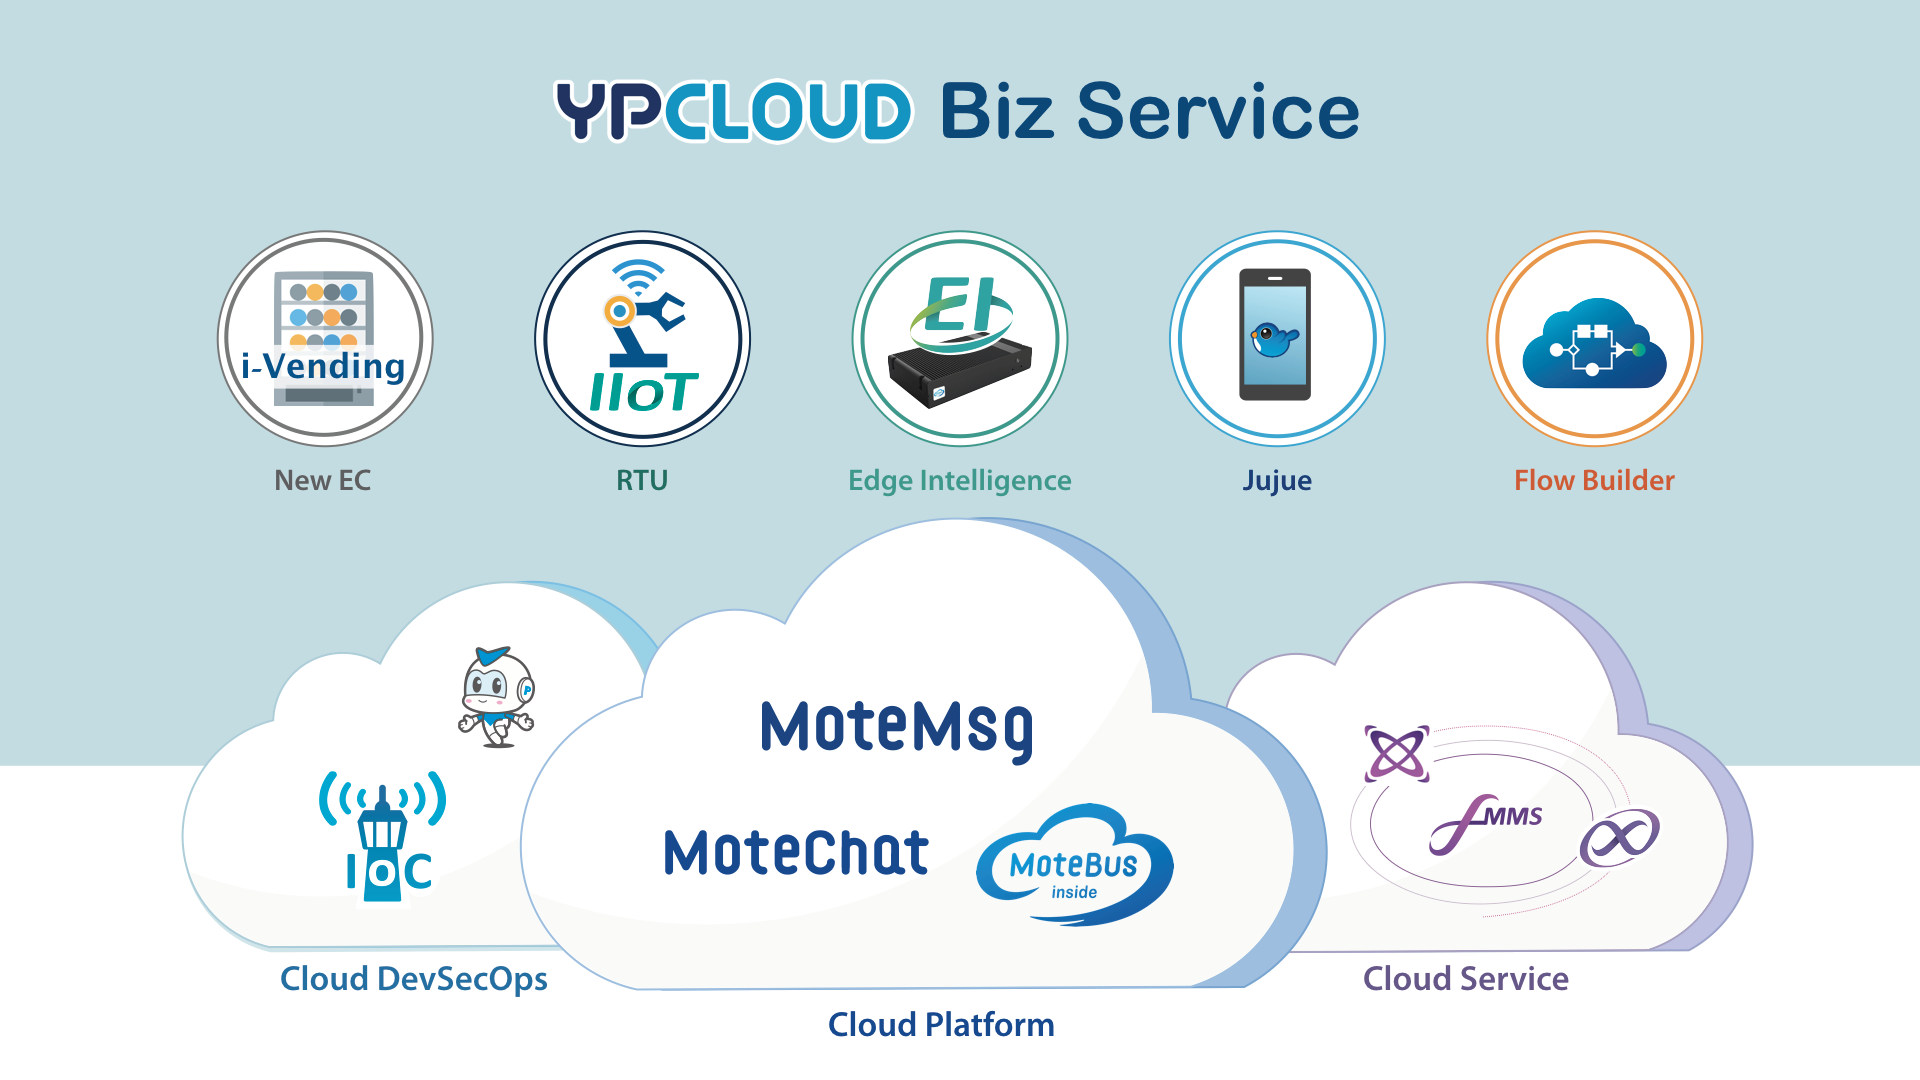 YPCLOUD Biz Service
i-Vending
IIoT
EI
New EC
RTU
Edge Intelligence
Jujue
Flow Builder
P
MoteMsg
IoC
MoteChat
MoteBus
inside
MMS
Cloud DevSecOps
Cloud Platform
Cloud Service